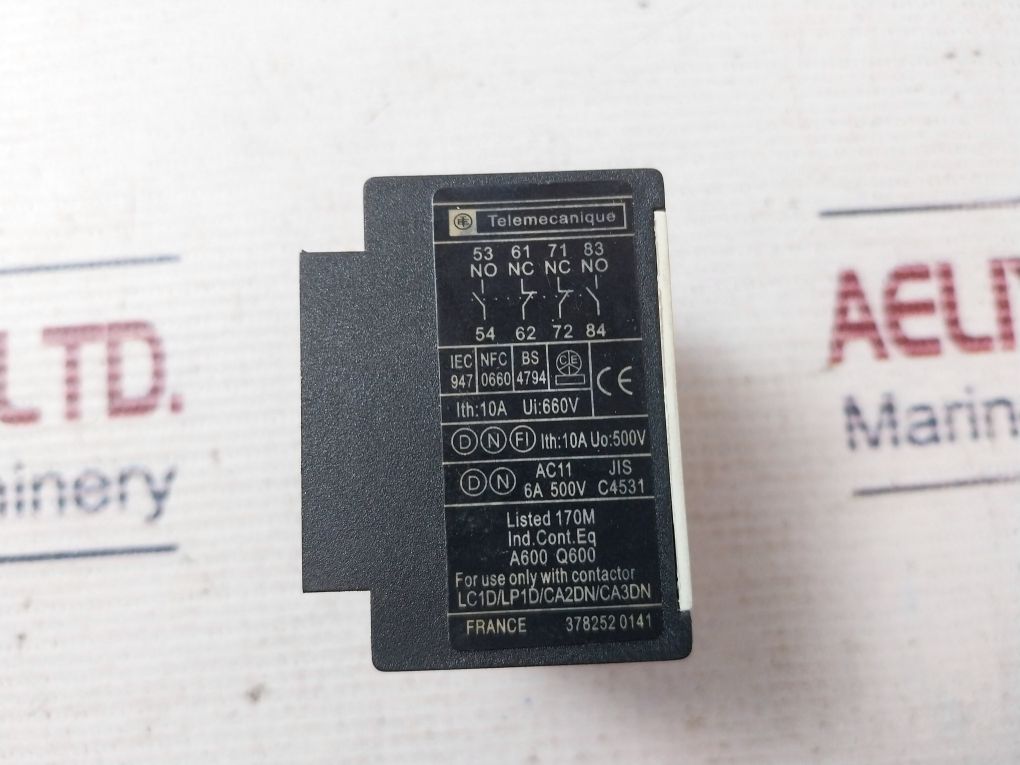 Telemecanique
53 61 71 83
NO NC NC NO
54 62 72 84
IEC NFC BS
947 0660 4794
CE
Ith:10A Ui:660V
D N FI Ith:10A Uo:500V
D N AC11 JIS
6A 500V C4531
Listed 170M
Ind.Cont.Eq
A600 Q600
For use only with contactor
LC1D/LP1D/CA2DN/CA3DN
FRANCE 378252 0141
LTD.
Marin